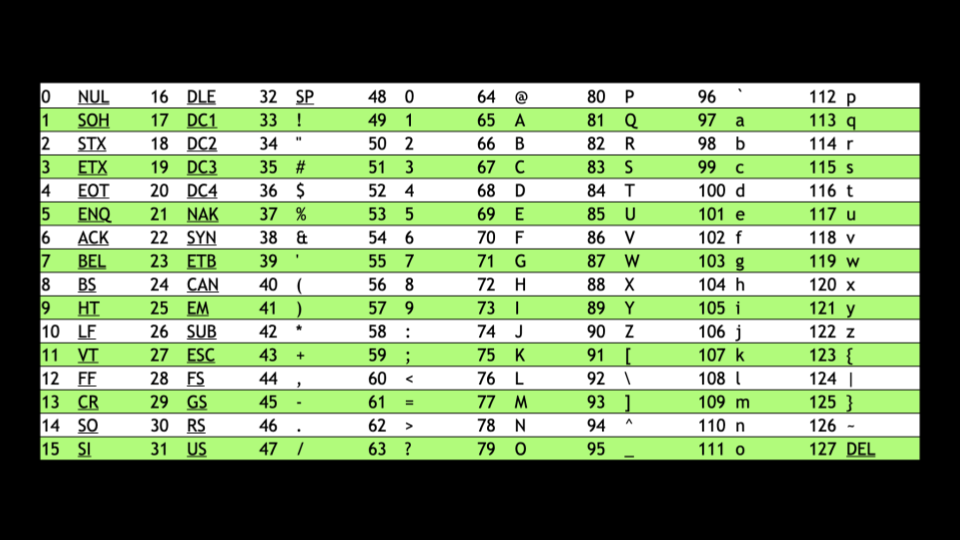 0 NUL 16 DLE 32 SP 48 0 64 @ 80 P 96 ` 112 p
1 SOH 17 DC1 33 ! 49 1 65 A 81 Q 97 a 113 q
2 STX 18 DC2 34 " 50 2 66 B 82 R 98 b 114 r
3 ETX 19 DC3 35 # 51 3 67 C 83 S 99 c 115 s
4 EOT 20 DC4 36 $ 52 4 68 D 84 T 100 d 116 t
5 ENQ 21 NAK 37 % 53 5 69 E 85 U 101 e 117 u
6 ACK 22 SYN 38 & 54 6 70 F 86 V 102 f 118 v
7 BEL 23 ETB 39 ' 55 7 71 G 87 W 103 g 119 w
8 BS 24 CAN 40 ( 56 8 72 H 88 X 104 h 120 x
9 HT 25 EM 41 ) 57 9 73 I 89 Y 105 i 121 y
10 LF 26 SUB 42 * 58 : 74 J 90 Z 106 j 122 z
11 VT 27 ESC 43 + 59 ; 75 K 91 [ 107 k 123 {
12 FF 28 FS 44 , 60 < 76 L 92 \ 108 l 124 |
13 CR 29 GS 45 - 61 = 77 M 93 ] 109 m 125 }
14 SO 30 RS 46 . 62 > 78 N 94 ^ 110 n 126 ~
15 SI 31 US 47 / 63 ? 79 O 95 _ 111 o 127 DEL